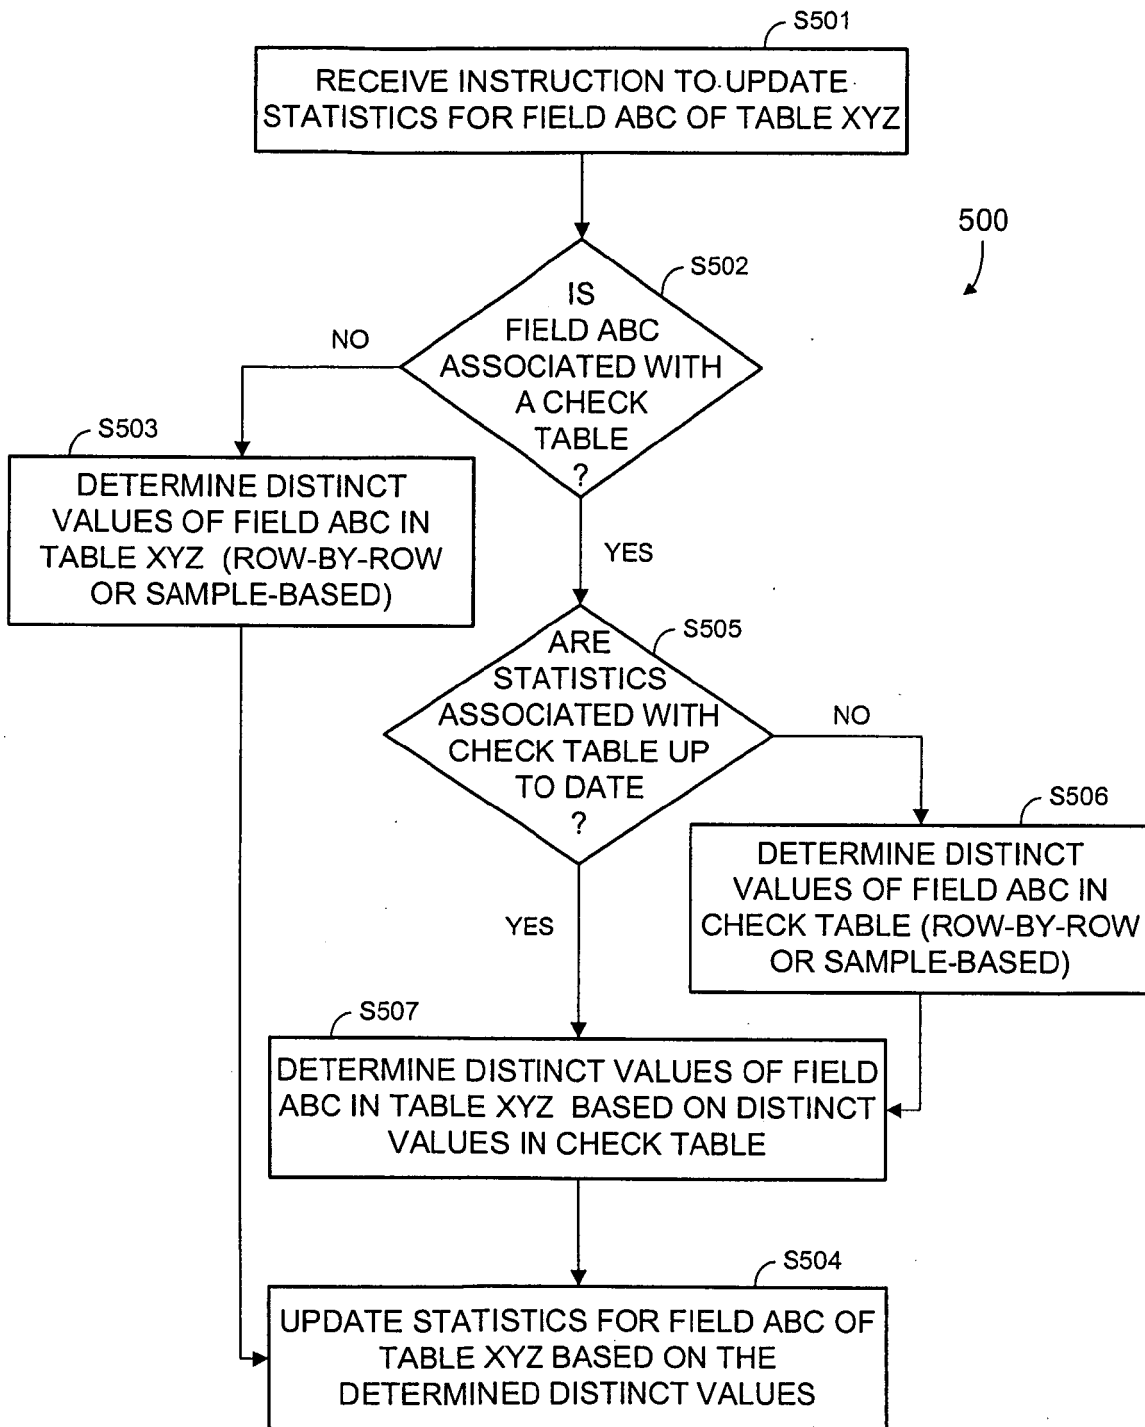 S501
RECEIVE INSTRUCTION TO UPDATE
STATISTICS FOR FIELD ABC OF TABLE XYZ
500
S502
IS
FIELD ABC
ASSOCIATED WITH
A CHECK
TABLE
?
NO
YES
S503
DETERMINE DISTINCT
VALUES OF FIELD ABC IN
TABLE XYZ (ROW-BY-ROW
OR SAMPLE-BASED)
S505
ARE
STATISTICS
ASSOCIATED WITH
CHECK TABLE UP
TO DATE
?
NO
YES
S506
DETERMINE DISTINCT
VALUES OF FIELD ABC IN
CHECK TABLE (ROW-BY-ROW
OR SAMPLE-BASED)
S507
DETERMINE DISTINCT VALUES OF FIELD
ABC IN TABLE XYZ BASED ON DISTINCT
VALUES IN CHECK TABLE
S504
UPDATE STATISTICS FOR FIELD ABC OF
TABLE XYZ BASED ON THE
DETERMINED DISTINCT VALUES